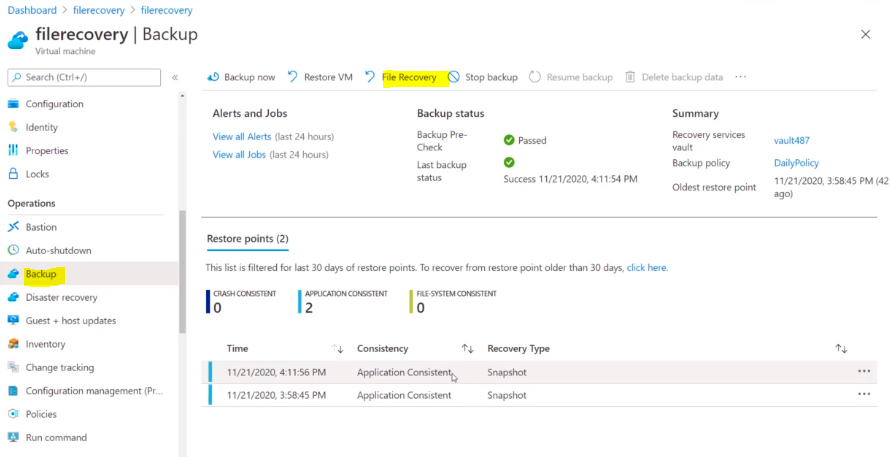 Dashboard > filerecovery > filerecovery
filerecovery | Backup
Virtual machine
Search (Ctrl+/)
«
Configuration
Identity
Properties
Locks
Operations
Bastion
Auto-shutdown
Backup
Disaster recovery
Guest + host updates
Inventory
Change tracking
Configuration management (Pr...
Policies
Run command
Backup now
Restore VM
File Recovery
Stop backup
Resume backup
Delete backup data
...
Alerts and Jobs
View all Alerts (last 24 hours)
View all Jobs (last 24 hours)
Backup status
Backup Pre-
Check
Passed
Last backup
status
Success 11/21/2020, 4:11:54 PM
Summary
Recovery services
vault
vault487
Backup policy
DailyPolicy
Oldest restore point
11/21/2020, 3:58:45 PM (42
ago)
Restore points (2)
This list is filtered for last 30 days of restore points. To recover from restore point older than 30 days, click here.
CRASH CONSISTENT
0
APPLICATION CONSISTENT
2
FILE-SYSTEM CONSISTENT
0
Time Consistency Recovery Type
11/21/2020, 4:11:56 PM Application Consistent Snapshot ...
11/21/2020, 3:58:45 PM Application Consistent Snapshot ...